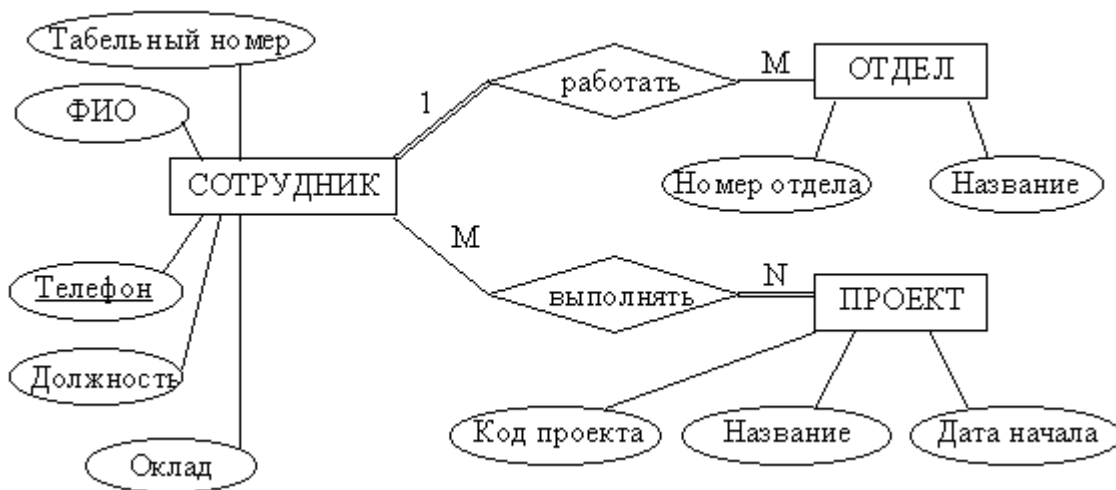 Табельный номер
ФИО
СОТРУДНИК
Телефон
Должность
Оклад
1
работать
M
ОТДЕЛ
Номер отдела
Название
M
выполнять
N
ПРОЕКТ
Код проекта
Название
Дата начала